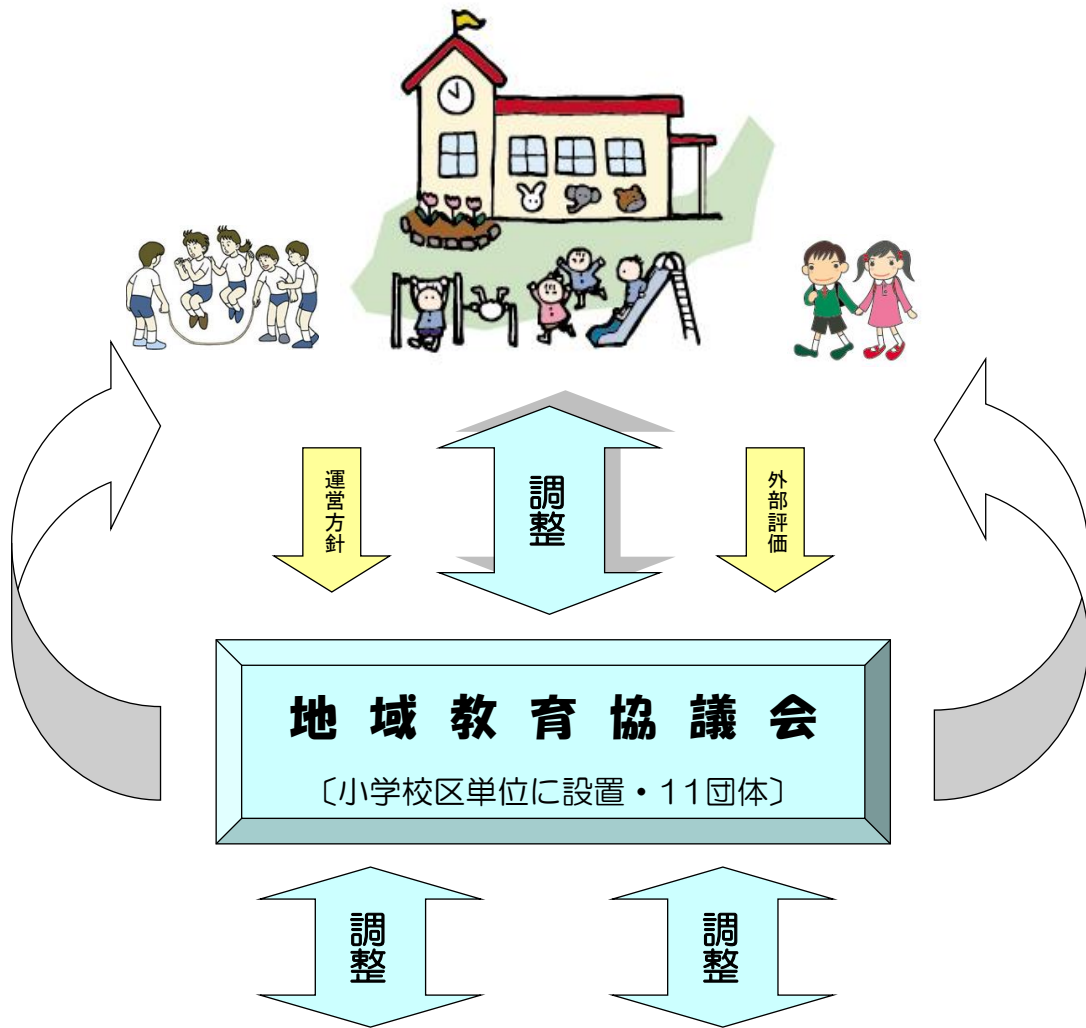 運営方針
調整
外部評価
地域教育協議会
〔小学校区単位に設置・11団体〕
調整
調整